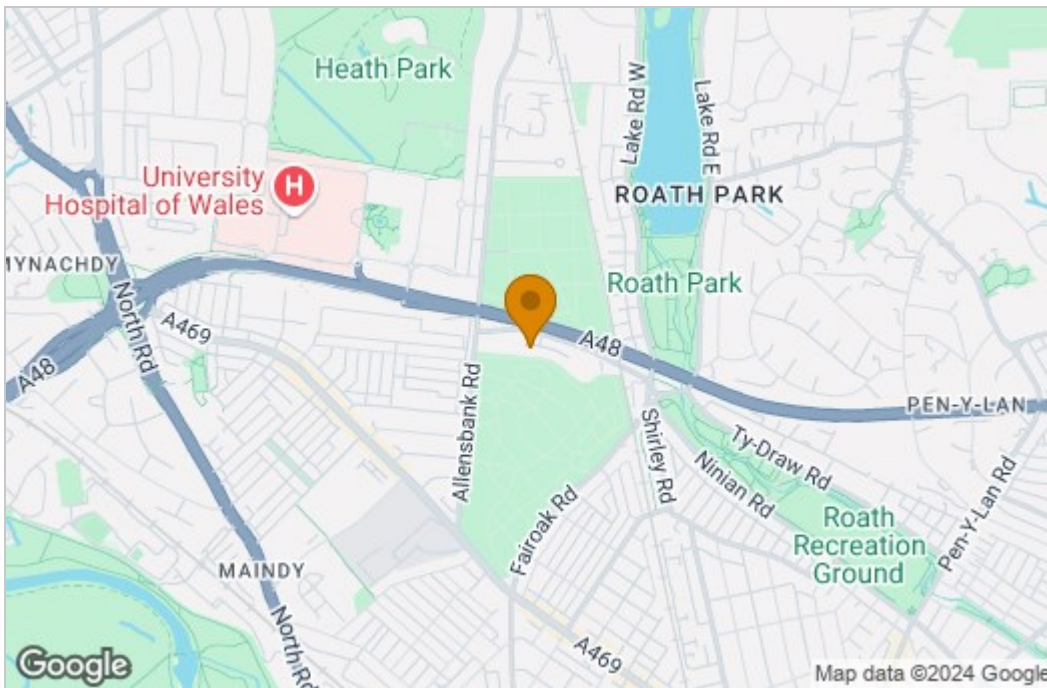 Heath Park
University
Hospital of Wales
H
Lake Rd W
Lake Rd E
ROATH PARK
MYNACHDY
North Rd
Roath Park
A469
A48
A48
Allensbank Rd
PEN-Y-LAN
Shirley Rd
Ty-Draw Rd
Ninian Rd
Pen-Y-Lan Rd
Fairoak Rd
Roath
Recreation
Ground
MAINDY
North Rd
A469
Google
Map data ©2024 Google